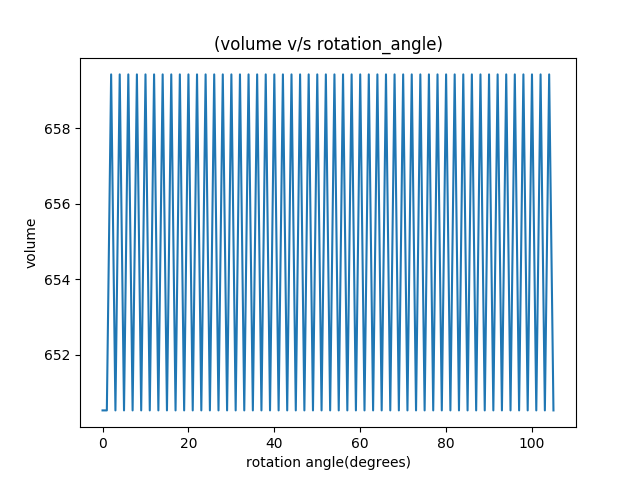 (volume v/s rotation_angle)
658
656
654
652
volume
0 20 40 60 80 100
rotation angle(degrees)